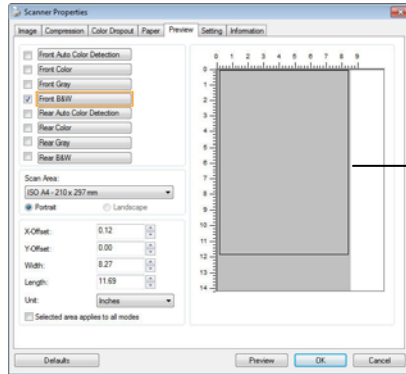 Scanner Properties
Image Compression Color Dropout Paper Preview Setting Information
Front Auto Color Detection
Front Color
Front Gray
Front B&W
Rear Auto Color Detection
Rear Color
Rear Gray
Rear B&W
Scan Area:
ISO A4 - 210 x 297 mm
Portrait Landscape
X-Offset: 0.12
Y-Offset: 0.00
Width: 8.27
Length: 11.69
Unit: Inches
Selected area applies to all modes
0 1 2 3 4 5 6 7 8 9
0
1
2
3
4
5
6
7
8
9
10
11
12
13
14
Defaults Preview OK Cancel